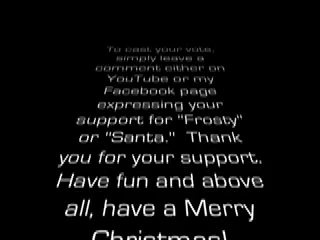 To cast your vote,
simply leave a
comment either on
YouTube or my
Facebook page
expressing your
support for "Frosty"
or "Santa." Thank
you for your support.
Have fun and above
all, have a Merry
Christmas!